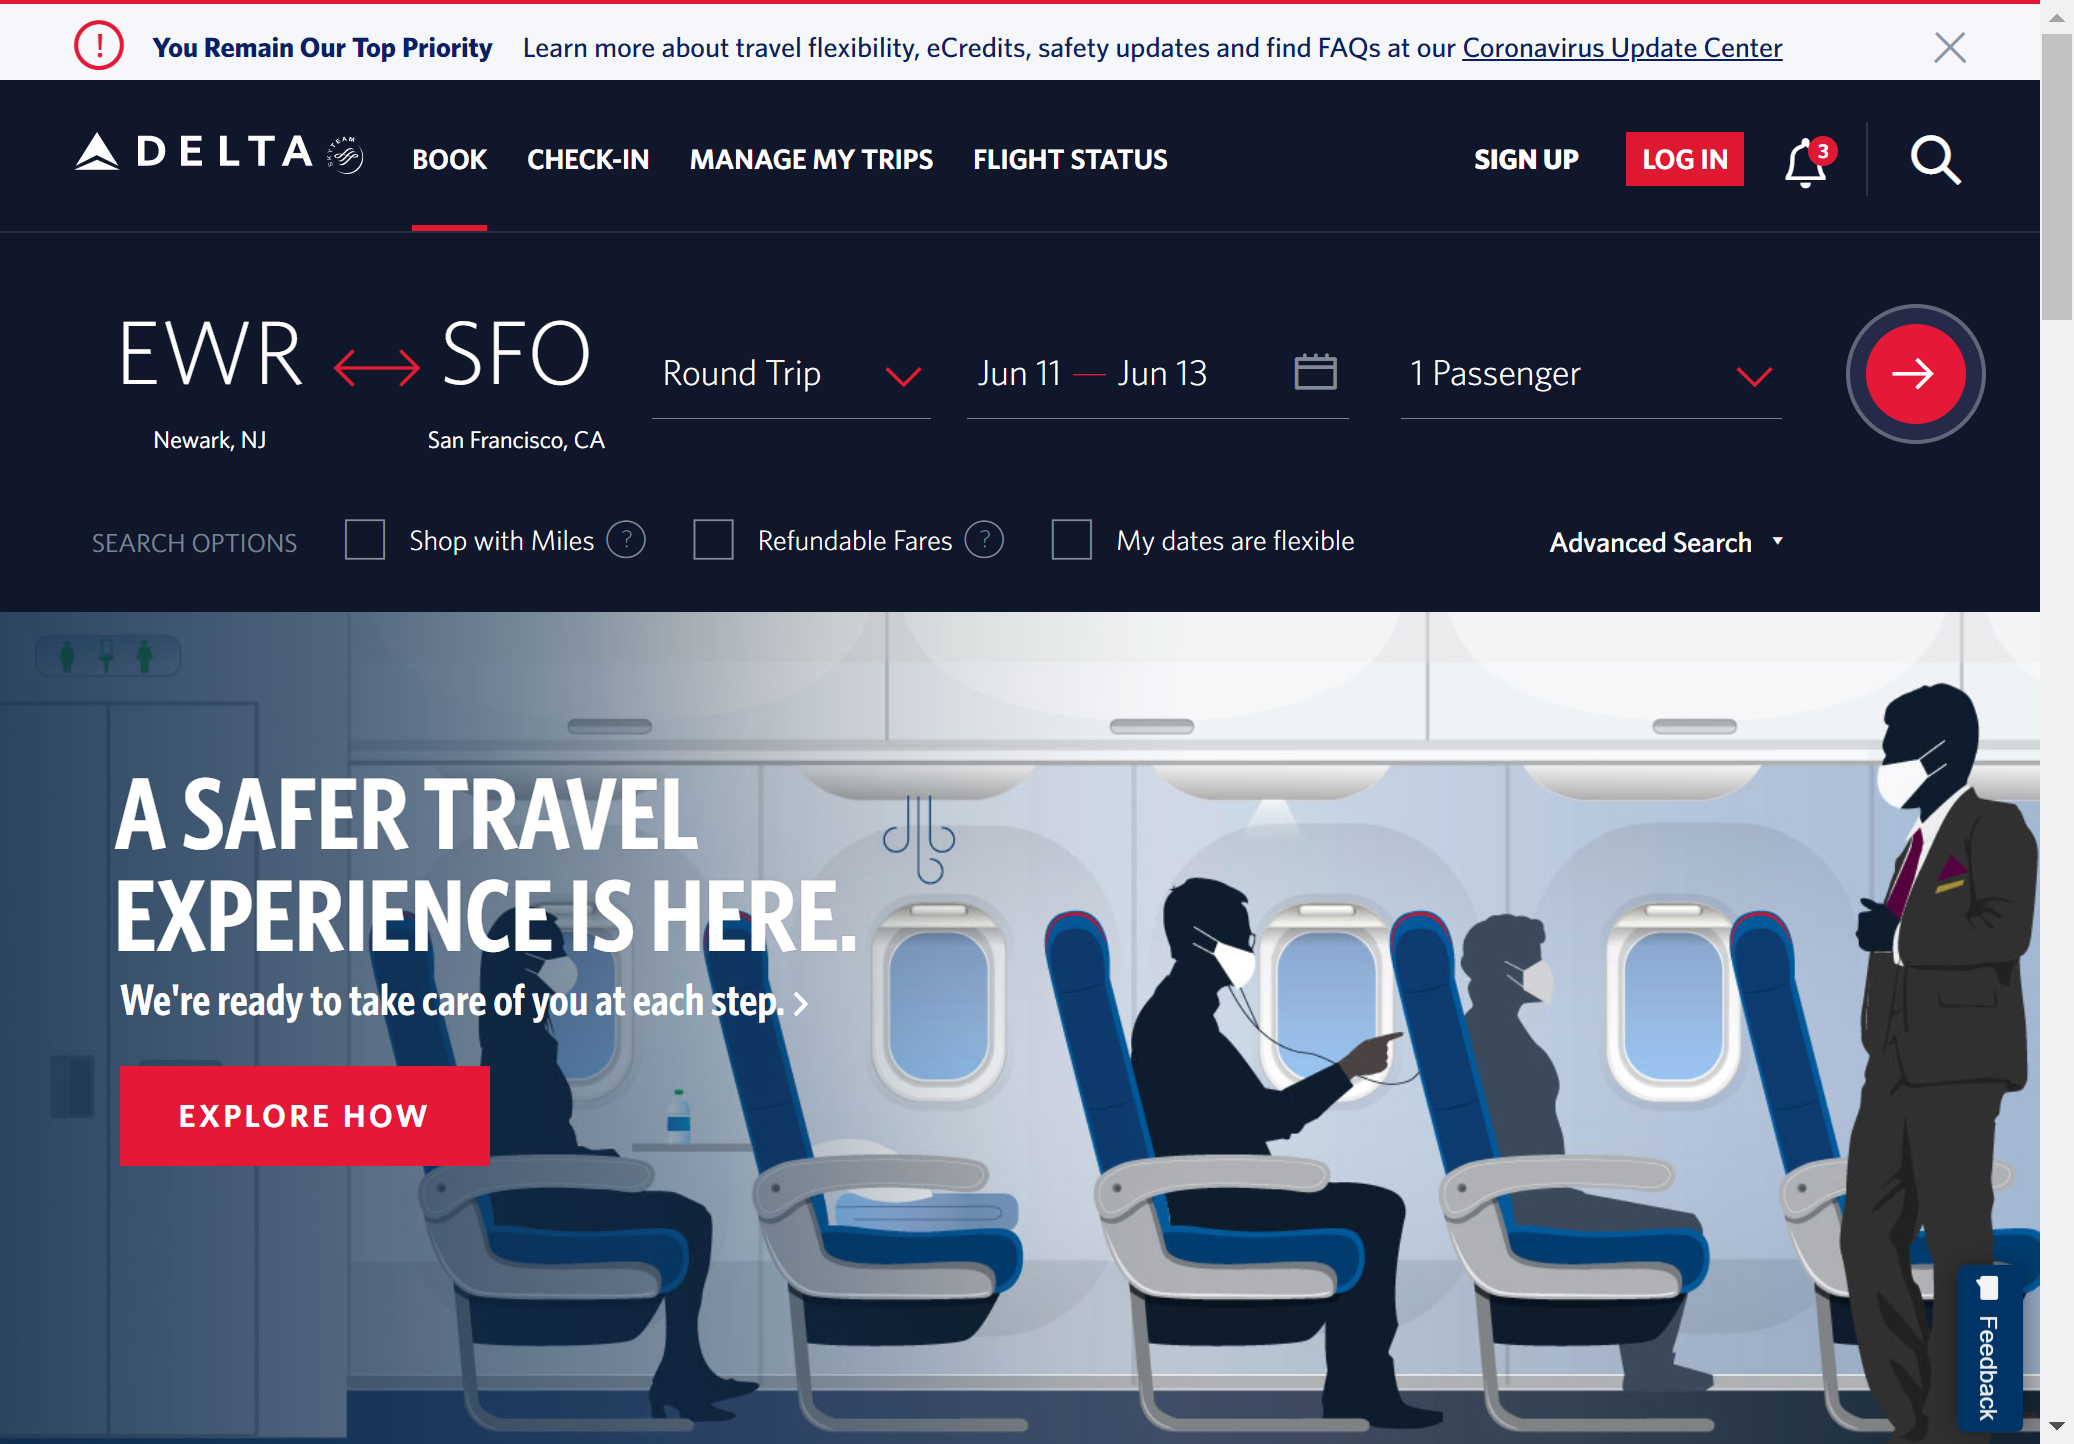 You Remain Our Top Priority Learn more about travel flexibility, eCredits, safety updates and find FAQs at our Coronavirus Update Center
DELTA SKYTEAM BOOK CHECK-IN MANAGE MY TRIPS FLIGHT STATUS SIGN UP LOG IN 3
EWR SFO
Round Trip Jun 11 — Jun 13 1 Passenger
Newark, NJ San Francisco, CA
SEARCH OPTIONS Shop with Miles ? Refundable Fares ? My dates are flexible Advanced Search
A SAFER TRAVEL
EXPERIENCE IS HERE.
We're ready to take care of you at each step. >
EXPLORE HOW
Feedback